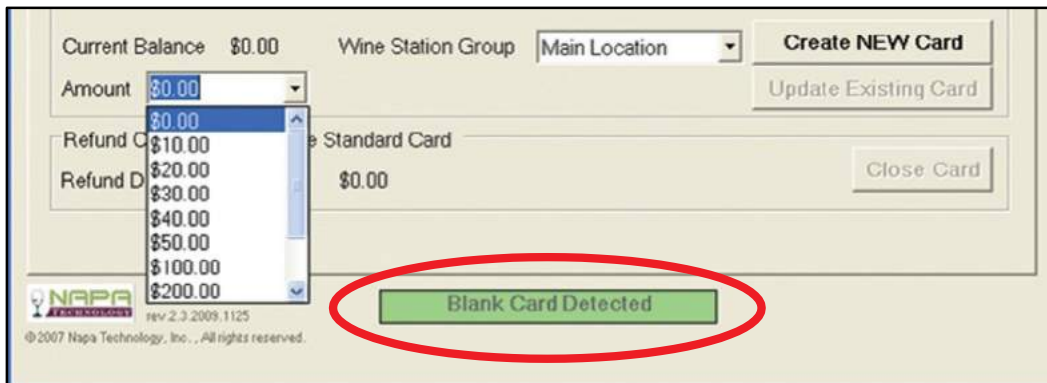 Current Balance $0.00 Wine Station Group Main Location Create NEW Card
Amount $0.00 Update Existing Card
$0.00
$10.00
$20.00
$30.00
$40.00
$50.00
$100.00
$200.00
Refund C e Standard Card
Refund D $0.00 Close Card
Blank Card Detected
NAPA
TECHNOLOGY
rev 2.3.2009.1125
©2007 Napa Technology, Inc., All rights reserved.